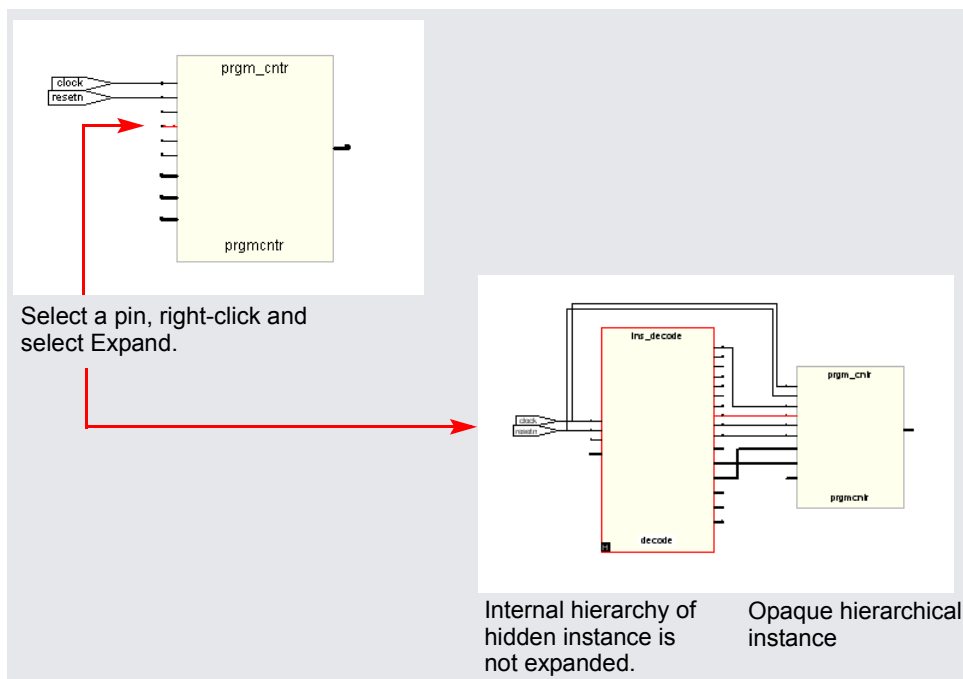 prgm_cntr
clock
resetn
prgmcntr
Select a pin, right-click and
select Expand.
Ins_decode
prgm_cntr
clock
resetn
prgmcntr
decode
H
Internal hierarchy of
hidden instance is
not expanded.
Opaque hierarchical
instance